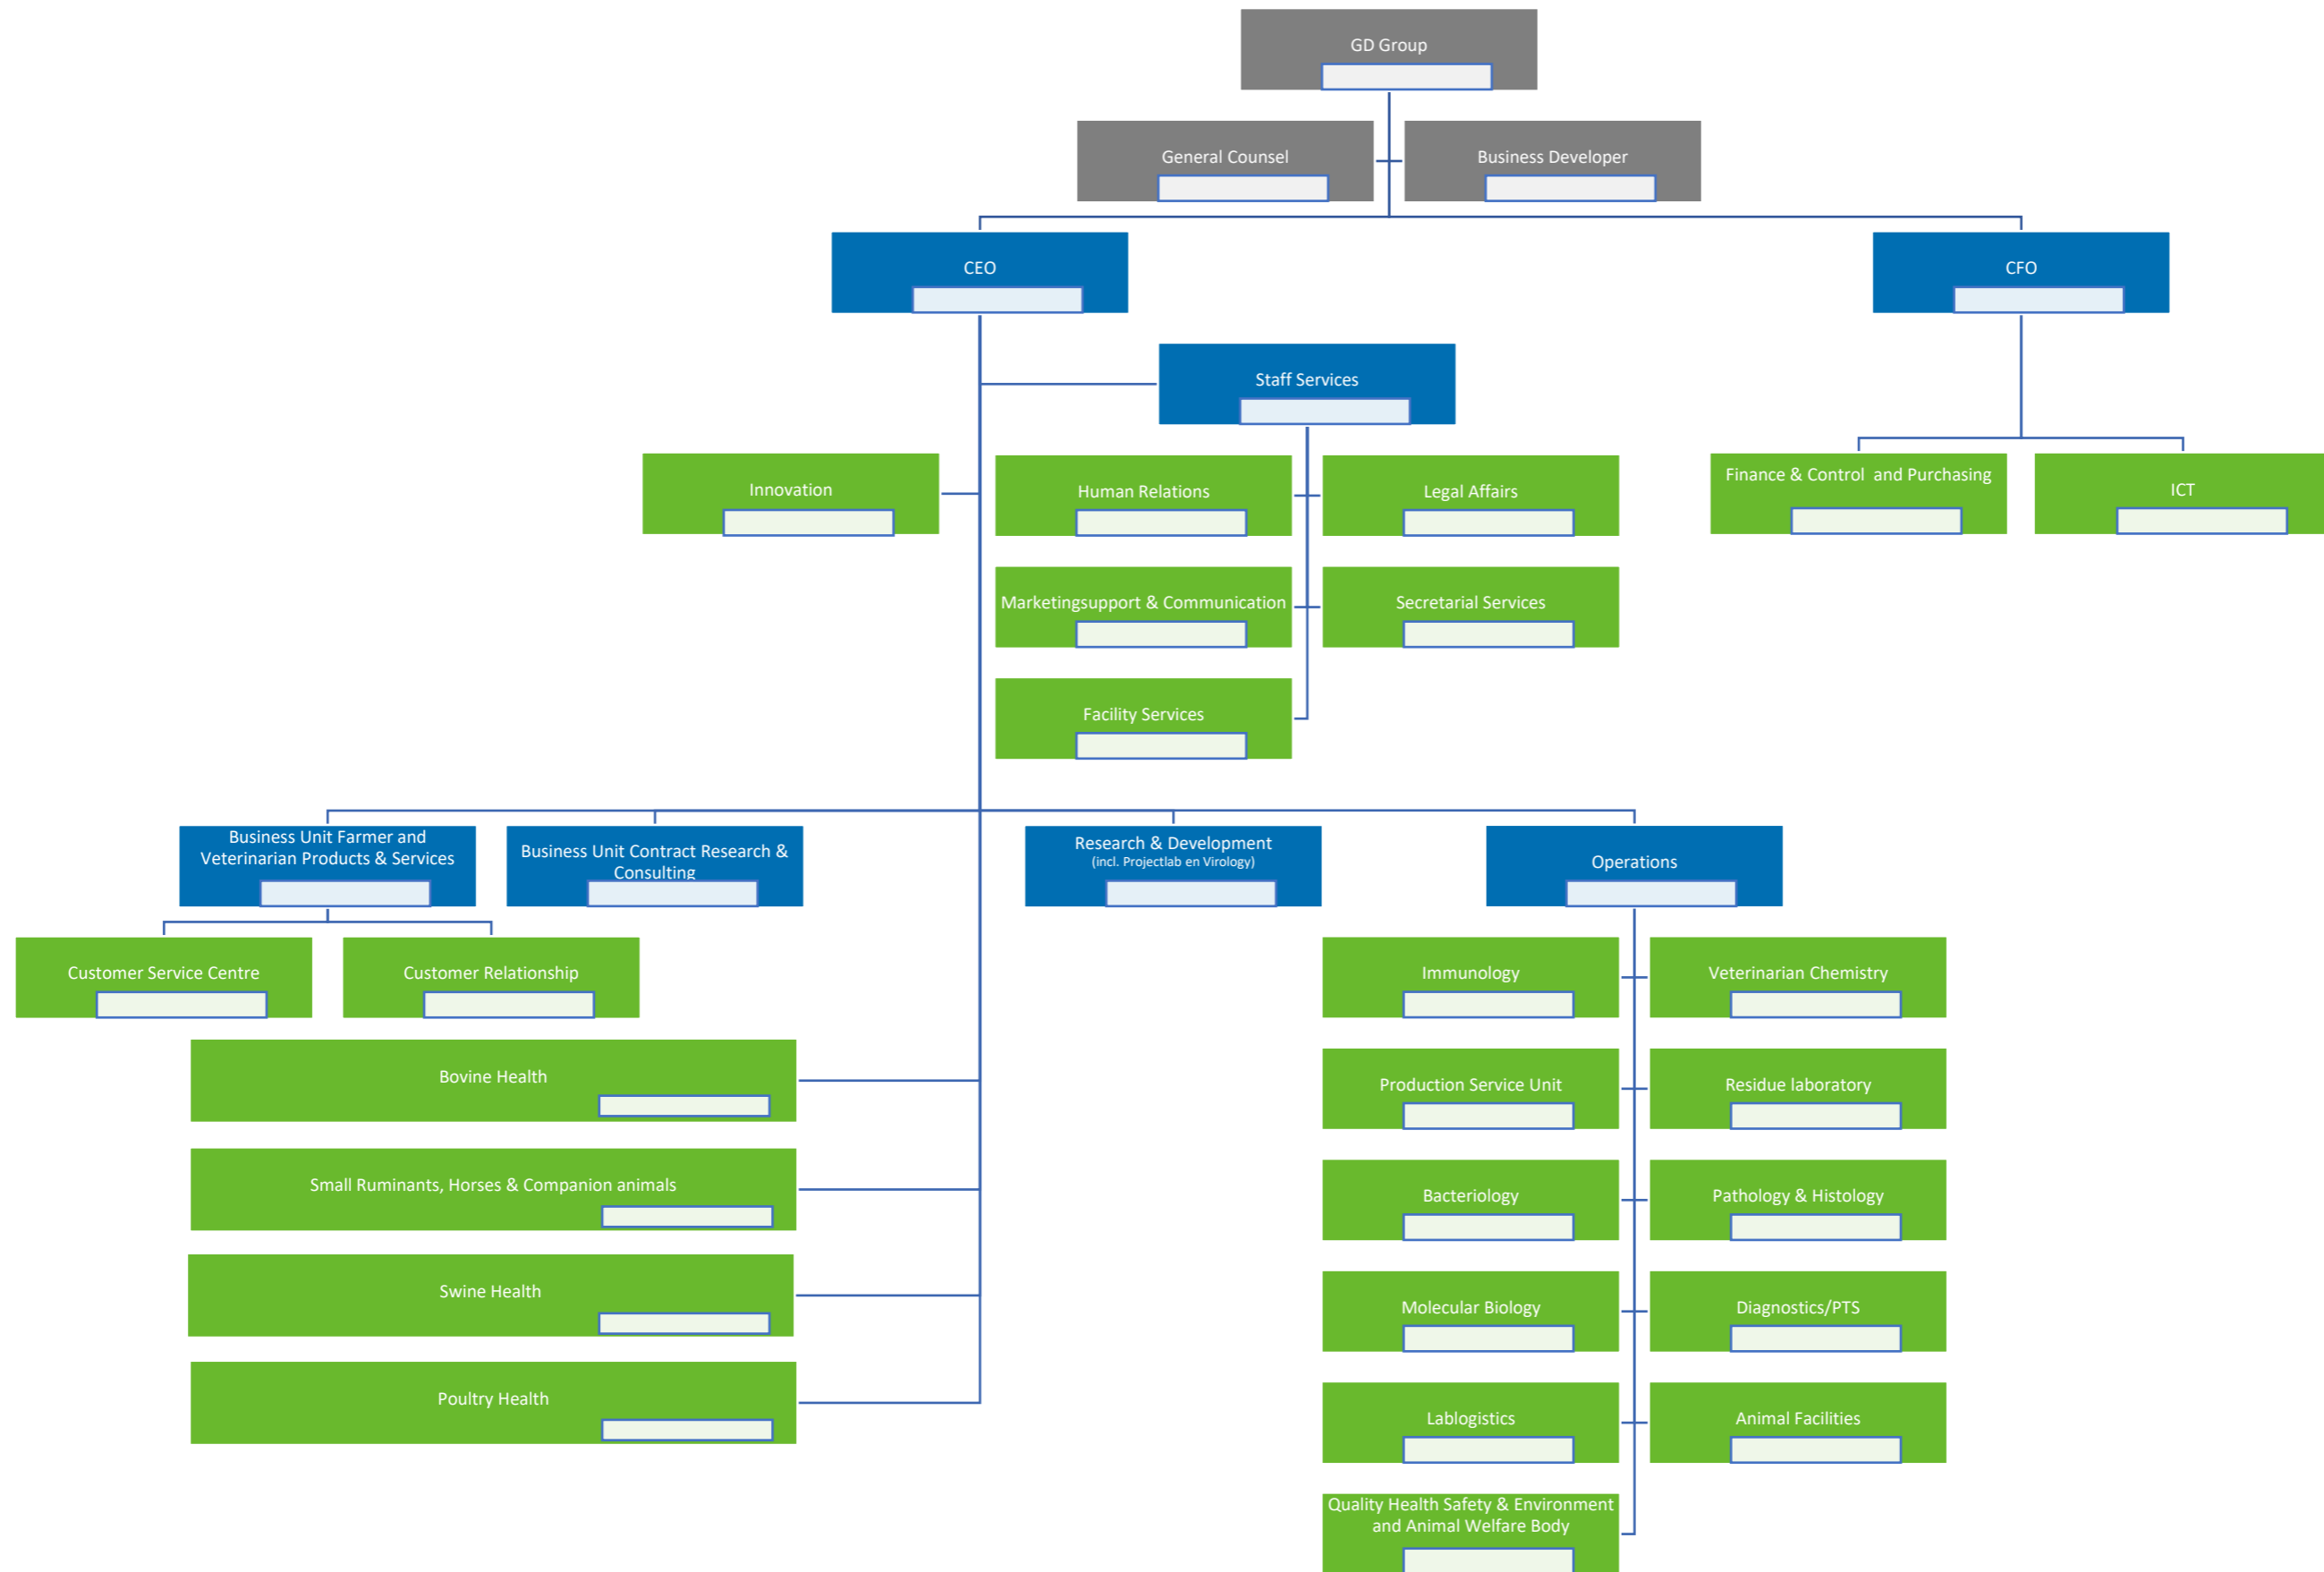 GD Group
General Counsel
Business Developer
CEO
CFO
Staff Services
Innovation
Human Relations
Legal Affairs
Finance & Control  and Purchasing
ICT
Marketingsupport & Communication
Secretarial Services
Facility Services
Business Unit Farmer and
Veterinarian Products & Services
Business Unit Contract Research &
Consulting
Research & Development
(incl. Projectlab en Virology)
Operations
Customer Service Centre
Customer Relationship
Immunology
Veterinarian Chemistry
Bovine Health
Production Service Unit
Residue laboratory
Small Ruminants, Horses & Companion animals
Bacteriology
Pathology & Histology
Swine Health
Molecular Biology
Diagnostics/PTS
Poultry Health
Lablogistics
Animal Facilities
Quality Health Safety & Environment
and Animal Welfare Body